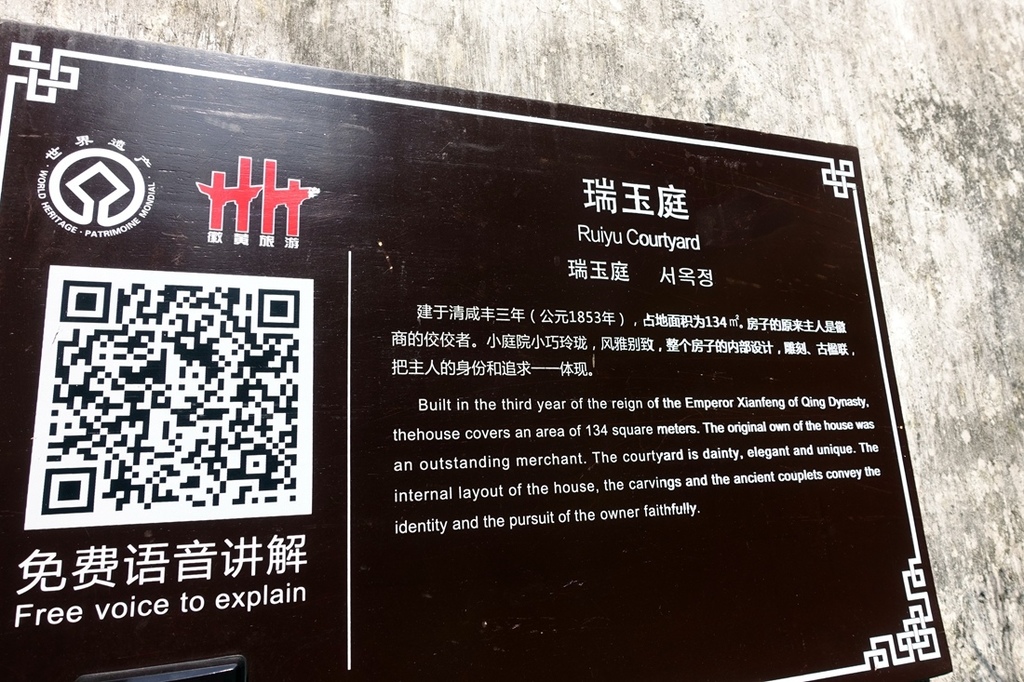 世界遗产
WORLD HERITAGE · PATRIMOINE MONDIAL
徽黄旅游
免费语音讲解
Free voice to explain
瑞玉庭
Ruiyu Courtyard
瑞玉庭 서옥정
建于清咸丰三年（公元1853年），占地面积为134㎡。房子的原来主人是徽
商的佼佼者。小庭院小巧玲珑，风雅别致，整个房子的内部设计，雕刻、古楹联，
把主人的身份和追求一一体现。
Built in the third year of the reign of the Emperor Xianfeng of Qing Dynasty,
thehouse covers an area of 134 square meters. The original own of the house was
an outstanding merchant. The courtyard is dainty, elegant and unique. The
internal layout of the house, the carvings and the ancient couplets convey the
identity and the pursuit of the owner faithfully.